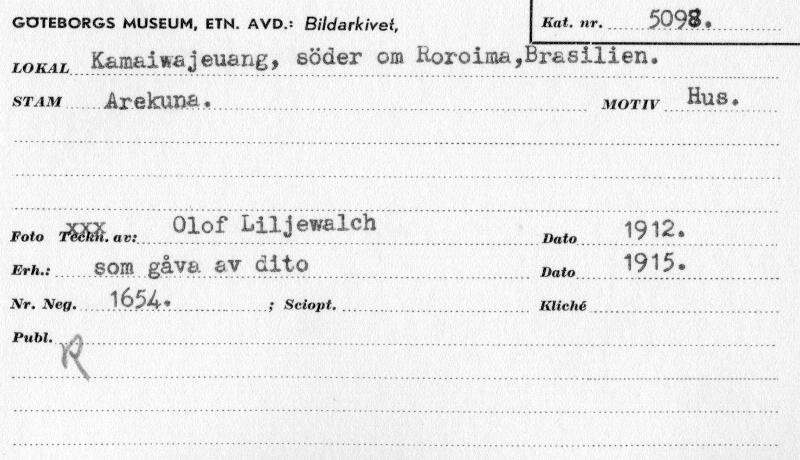 GÖTEBORGS MUSEUM, ETN. AVD.: Bildarkivet,
Kat. nr. 5098.
LOKAL Kamaiwajeuang, söder om Roroima,Brasilien.
STAM Arekuna. MOTIV Hus.
Foto Teckn. av: Olof Liljewalch Dato 1912.
Erh.: som gåva av dito Dato 1915.
Nr. Neg. 1654. ; Sciopt. Kliché
Publ.
R